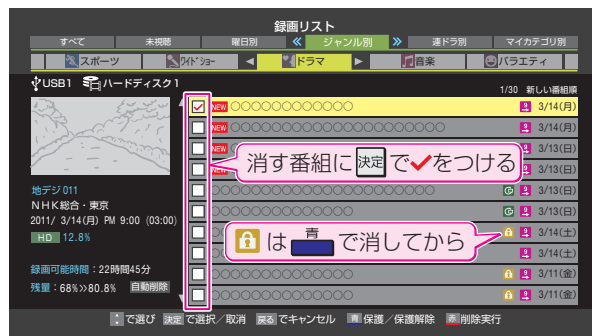 録画リスト
すべて 未視聴 曜日別 ≪ ジャンル別 ≫ 連ドラ別 マイカテゴリ別
スポーツ ﾜｲﾄﾞｼｮｰ ◀ ドラマ ▶ 音楽 バラエティ
USB1 ハードディスク1
1/30 新しい番組順
NEW ○○○○○○○○○○○○ 3/14(月)
NEW ○○○○○○○○○○○○○○○○○○○○○ 3/14(月)
NEW 3/13(日)
NEW 3/13(日)
消す番組に 決定 で✓をつける
地デジ011
○○○○○○○○○○○○○○○○○○○○ 3/13(日)
NHK総合・東京
○○○○○○○○○○○○ 3/13(日)
2011/ 3/14(月) PM 9:00 (03:00)
3/14(土)
HD 12.8%
は 青 で消してから
3/14(土)
録画可能時間：22時間45分
○○○○○○○○○○○○ 3/11(金)
残量：68%≫80.8% 自動削除
○○○○○○○○○○○○ 3/11(金)
で選び 決定 で選択／取消 戻る でキャンセル 青 保護／保護解除 赤 削除実行